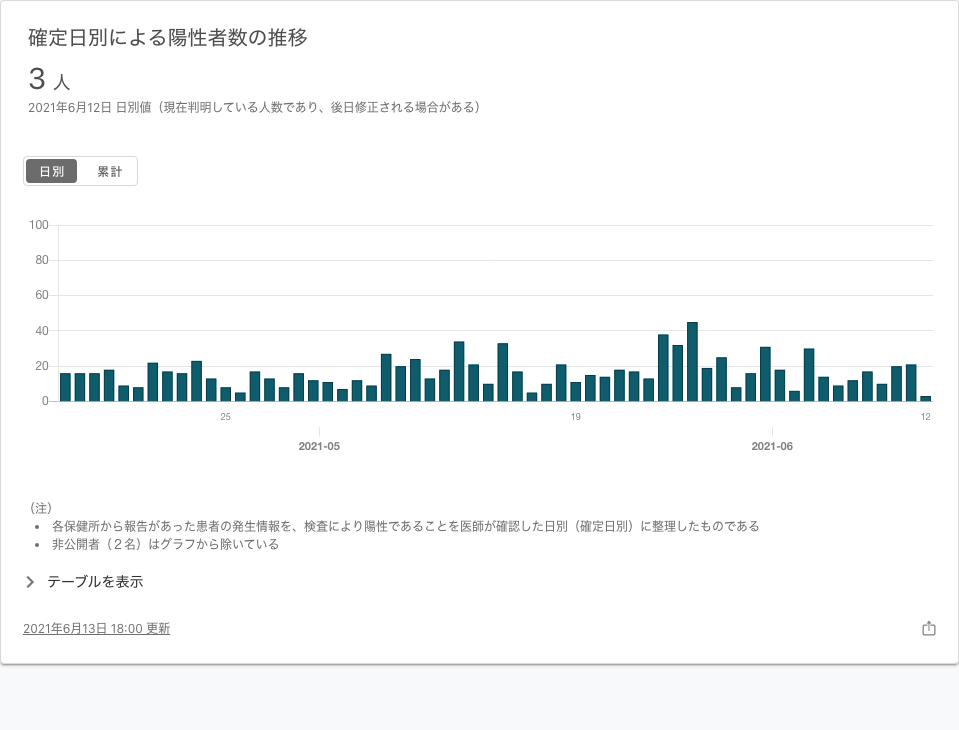 確定日別による陽性者数の推移
3 人
2021年6月12日 日別値（現在判明している人数であり、後日修正される場合がある）
日別 累計
100
80
60
40
20
0
25 19 12
2021-05 2021-06
（注）
• 各保健所から報告があった患者の発生情報を、検査により陽性であることを医師が確認した日別（確定日別）に整理したものである
• 非公開者（２名）はグラフから除いている
テーブルを表示
2021年6月13日 18:00 更新